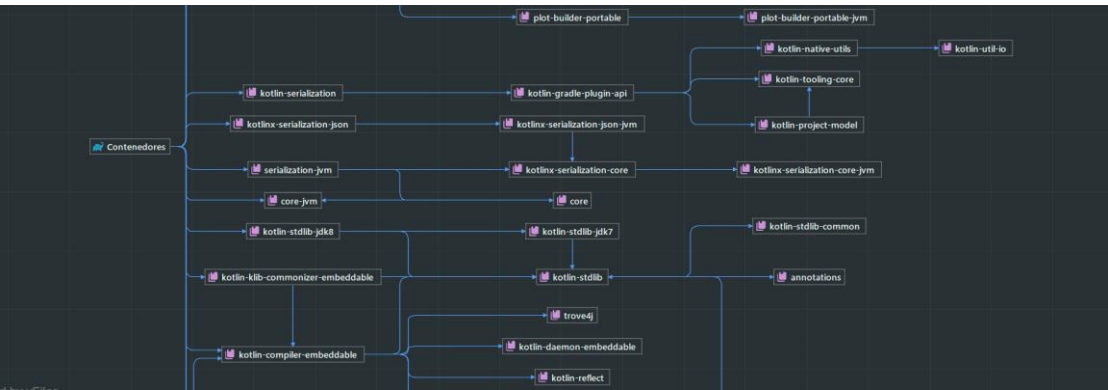 plot-builder-portable
plot-builder-portable-jvm
kotlin-native-utils
kotlin-util-io
kotlin-tooling-core
kotlin-serialization
kotlin-gradle-plugin-api
kotlinx-serialization-json
kotlinx-serialization-json-jvm
kotlin-project-model
Contenedores
serialization-jvm
kotlinx-serialization-core
kotlinx-serialization-core-jvm
core-jvm
core
kotlin-stdlib-jdk8
kotlin-stdlib-jdk7
kotlin-stdlib-common
kotlin-klib-commonizer-embeddable
kotlin-stdlib
annotations
trove4j
kotlin-daemon-embeddable
kotlin-compiler-embeddable
kotlin-reflect